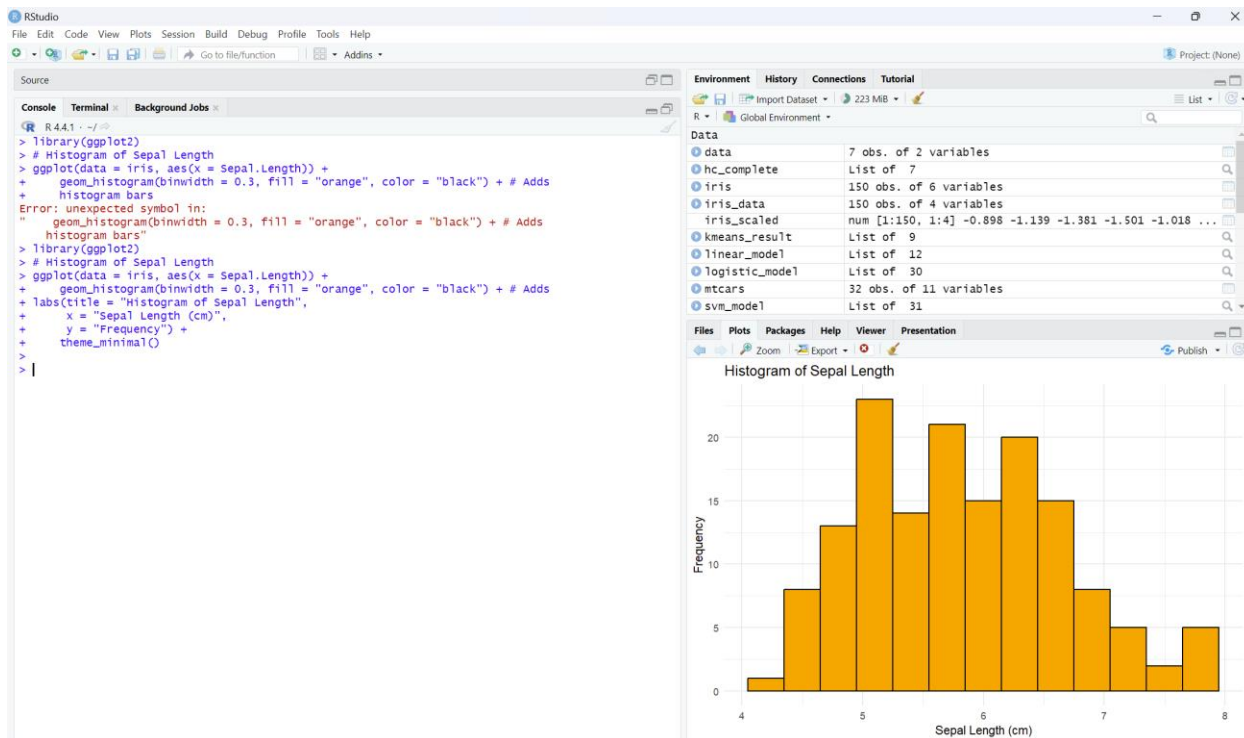 RStudio
File Edit Code View Plots Session Build Debug Profile Tools Help
Go to file/function Addins
Project: (None)
Source
Console Terminal Background Jobs
R 4.4.1 · ~/
> library(ggplot2)
> # Histogram of Sepal Length
> ggplot(data = iris, aes(x = Sepal.Length)) +
+     geom_histogram(binwidth = 0.3, fill = "orange", color = "black") + # Adds
+     histogram bars
Error: unexpected symbol in:
"    geom_histogram(binwidth = 0.3, fill = "orange", color = "black") + # Adds
    histogram bars"
> library(ggplot2)
> # Histogram of Sepal Length
> ggplot(data = iris, aes(x = Sepal.Length)) +
+     geom_histogram(binwidth = 0.3, fill = "orange", color = "black") + # Adds
+ labs(title = "Histogram of Sepal Length",
+      x = "Sepal Length (cm)",
+      y = "Frequency") +
+     theme_minimal()
>
>
Environment History Connections Tutorial
Import Dataset 223 MiB List
R Global Environment
Data
data 7 obs. of 2 variables
hc_complete List of 7
iris 150 obs. of 6 variables
iris_data 150 obs. of 4 variables
iris_scaled num [1:150, 1:4] -0.898 -1.139 -1.381 -1.501 -1.018 ...
kmeans_result List of 9
linear_model List of 12
logistic_model List of 30
mtcars 32 obs. of 11 variables
svm_model List of 31
Files Plots Packages Help Viewer Presentation
Zoom Export Publish
Histogram of Sepal Length
20
15
10
5
0
Frequency
4 5 6 7 8
Sepal Length (cm)